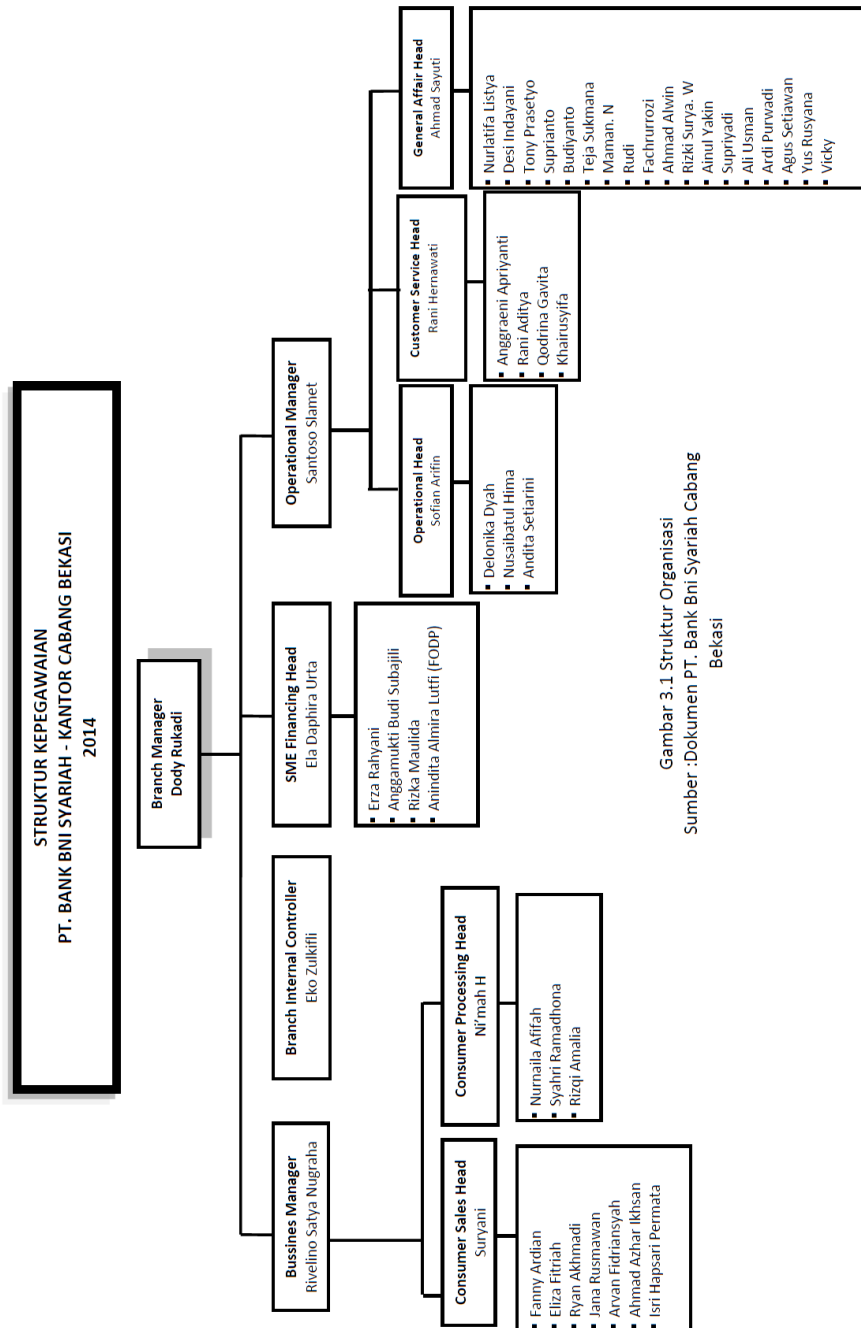 STRUKTUR KEPEGAWAIAN
PT. BANK BNI SYARIAH - KANTOR CABANG BEKASI
2014
Branch Manager
Dody Rukadi
Bussines Manager
Rivelino Satya Nugraha
Branch Internal Controller
Eko Zulkifli
SME Financing Head
Ela Daphira Urta
Operational Manager
Santoso Slamet
▪ Erza Rahyani
▪ Anggamukti Budi Subajili
▪ Rizka Maulida
▪ Anindita Almira Lutfi (FODP)
Operational Head
Sofian Arifin
Customer Service Head
Rani Hernawati
General Affair Head
Ahmad Sayuti
Consumer Sales Head
Suryani
Consumer Processing Head
Ni'mah H
▪ Fanny Ardian
▪ Eliza Fitriah
▪ Ryan Akhmadi
▪ Jana Rusmawan
▪ Arvan Fidriansyah
▪ Ahmad Azhar Ikhsan
▪ Isri Hapsari Permata
▪ Nurnaila Afifah
▪ Syahri Ramadhona
▪ Rizqi Amalia
▪ Delonika Dyah
▪ Nusaibatul Hima
▪ Andita Setiarini
▪ Anggraeni Apriyanti
▪ Rani Aditya
▪ Qodrina Gavita
▪ Khairusyifa
▪ Nurlatifa Listya
▪ Desi Indayani
▪ Tony Prasetyo
▪ Suprianto
▪ Budiyanto
▪ Teja Sukmana
▪ Maman. N
▪ Rudi
▪ Fachrurrozi
▪ Ahmad Alwin
▪ Rizki Surya. W
▪ Ainul Yakin
▪ Supriyadi
▪ Ali Usman
▪ Ardi Purwadi
▪ Agus Setiawan
▪ Yus Rusyana
▪ Vicky
Gambar 3.1 Struktur Organisasi
Sumber :Dokumen PT. Bank Bni Syariah Cabang
Bekasi